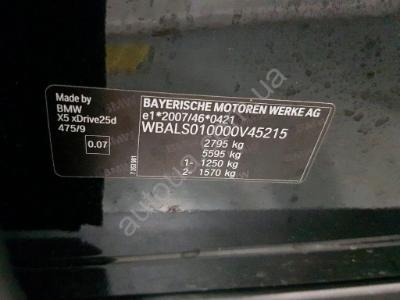 Made by
BMW
X5 xDrive25d
475/9
0.07
BAYERISCHE MOTOREN WERKE AG
e1*2007/46*0421
WBALS010000V45215
2795 kg
5595 kg
1- 1250 kg
2- 1570 kg